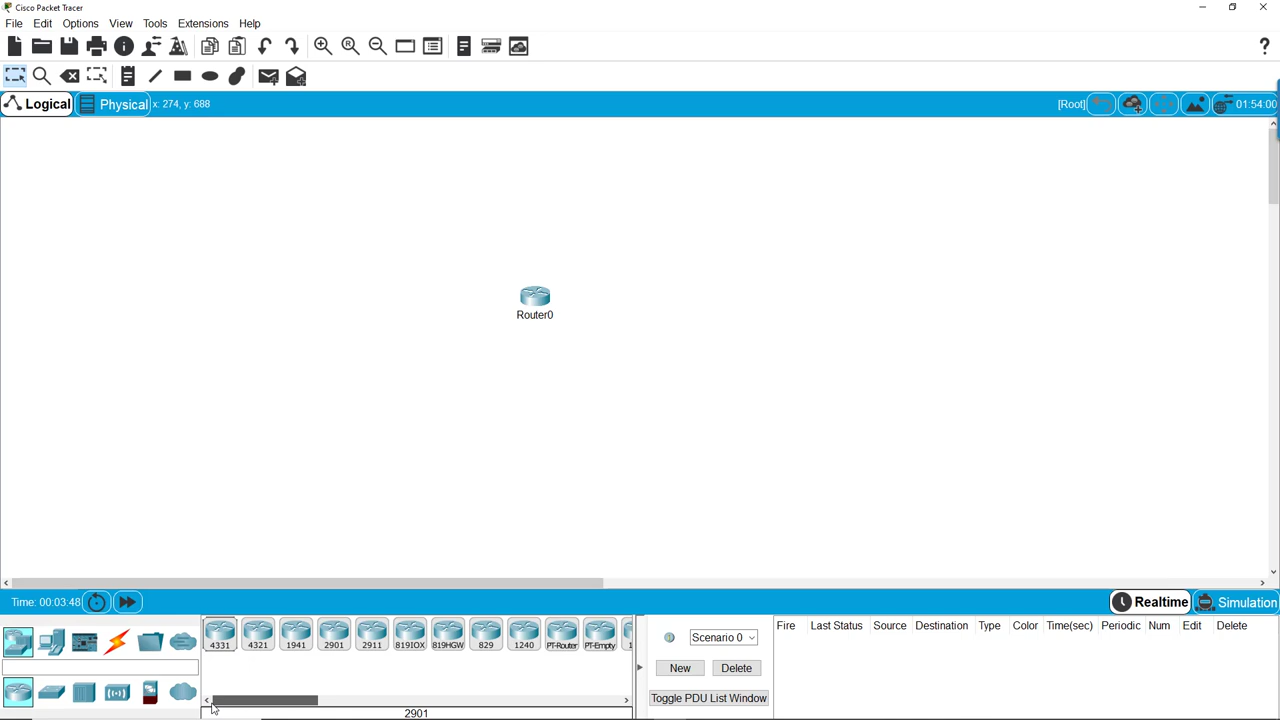 Cisco Packet Tracer
File Edit Options View Tools Extensions Help
Logical Physical x: 274, y: 688 [Root] 01:54:00
Router0
Time: 00:03:48 Realtime Simulation
4331 4321 1941 2901 2911 819IOX 819HGW 829 1240 PT-Router PT-Empty
2901
Scenario 0
New Delete
Toggle PDU List Window
Fire Last Status Source Destination Type Color Time(sec) Periodic Num Edit Delete